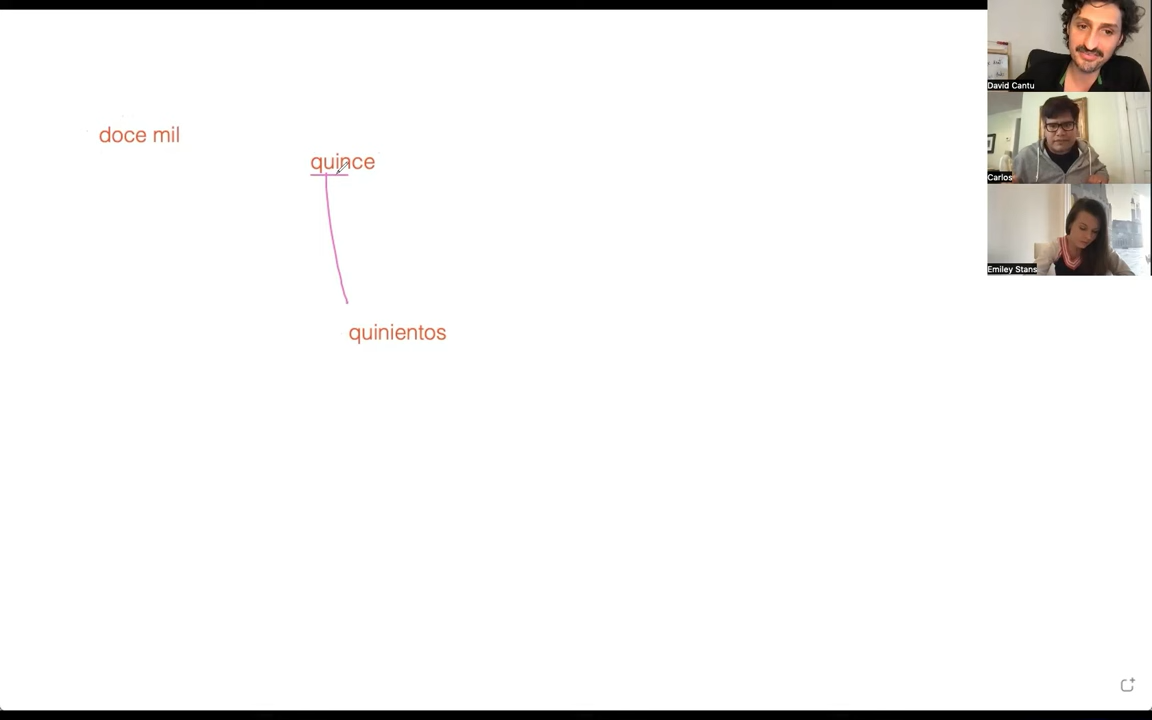 doce mil
quince
quinientos
David Cantu
Carlos
Emiley Stans